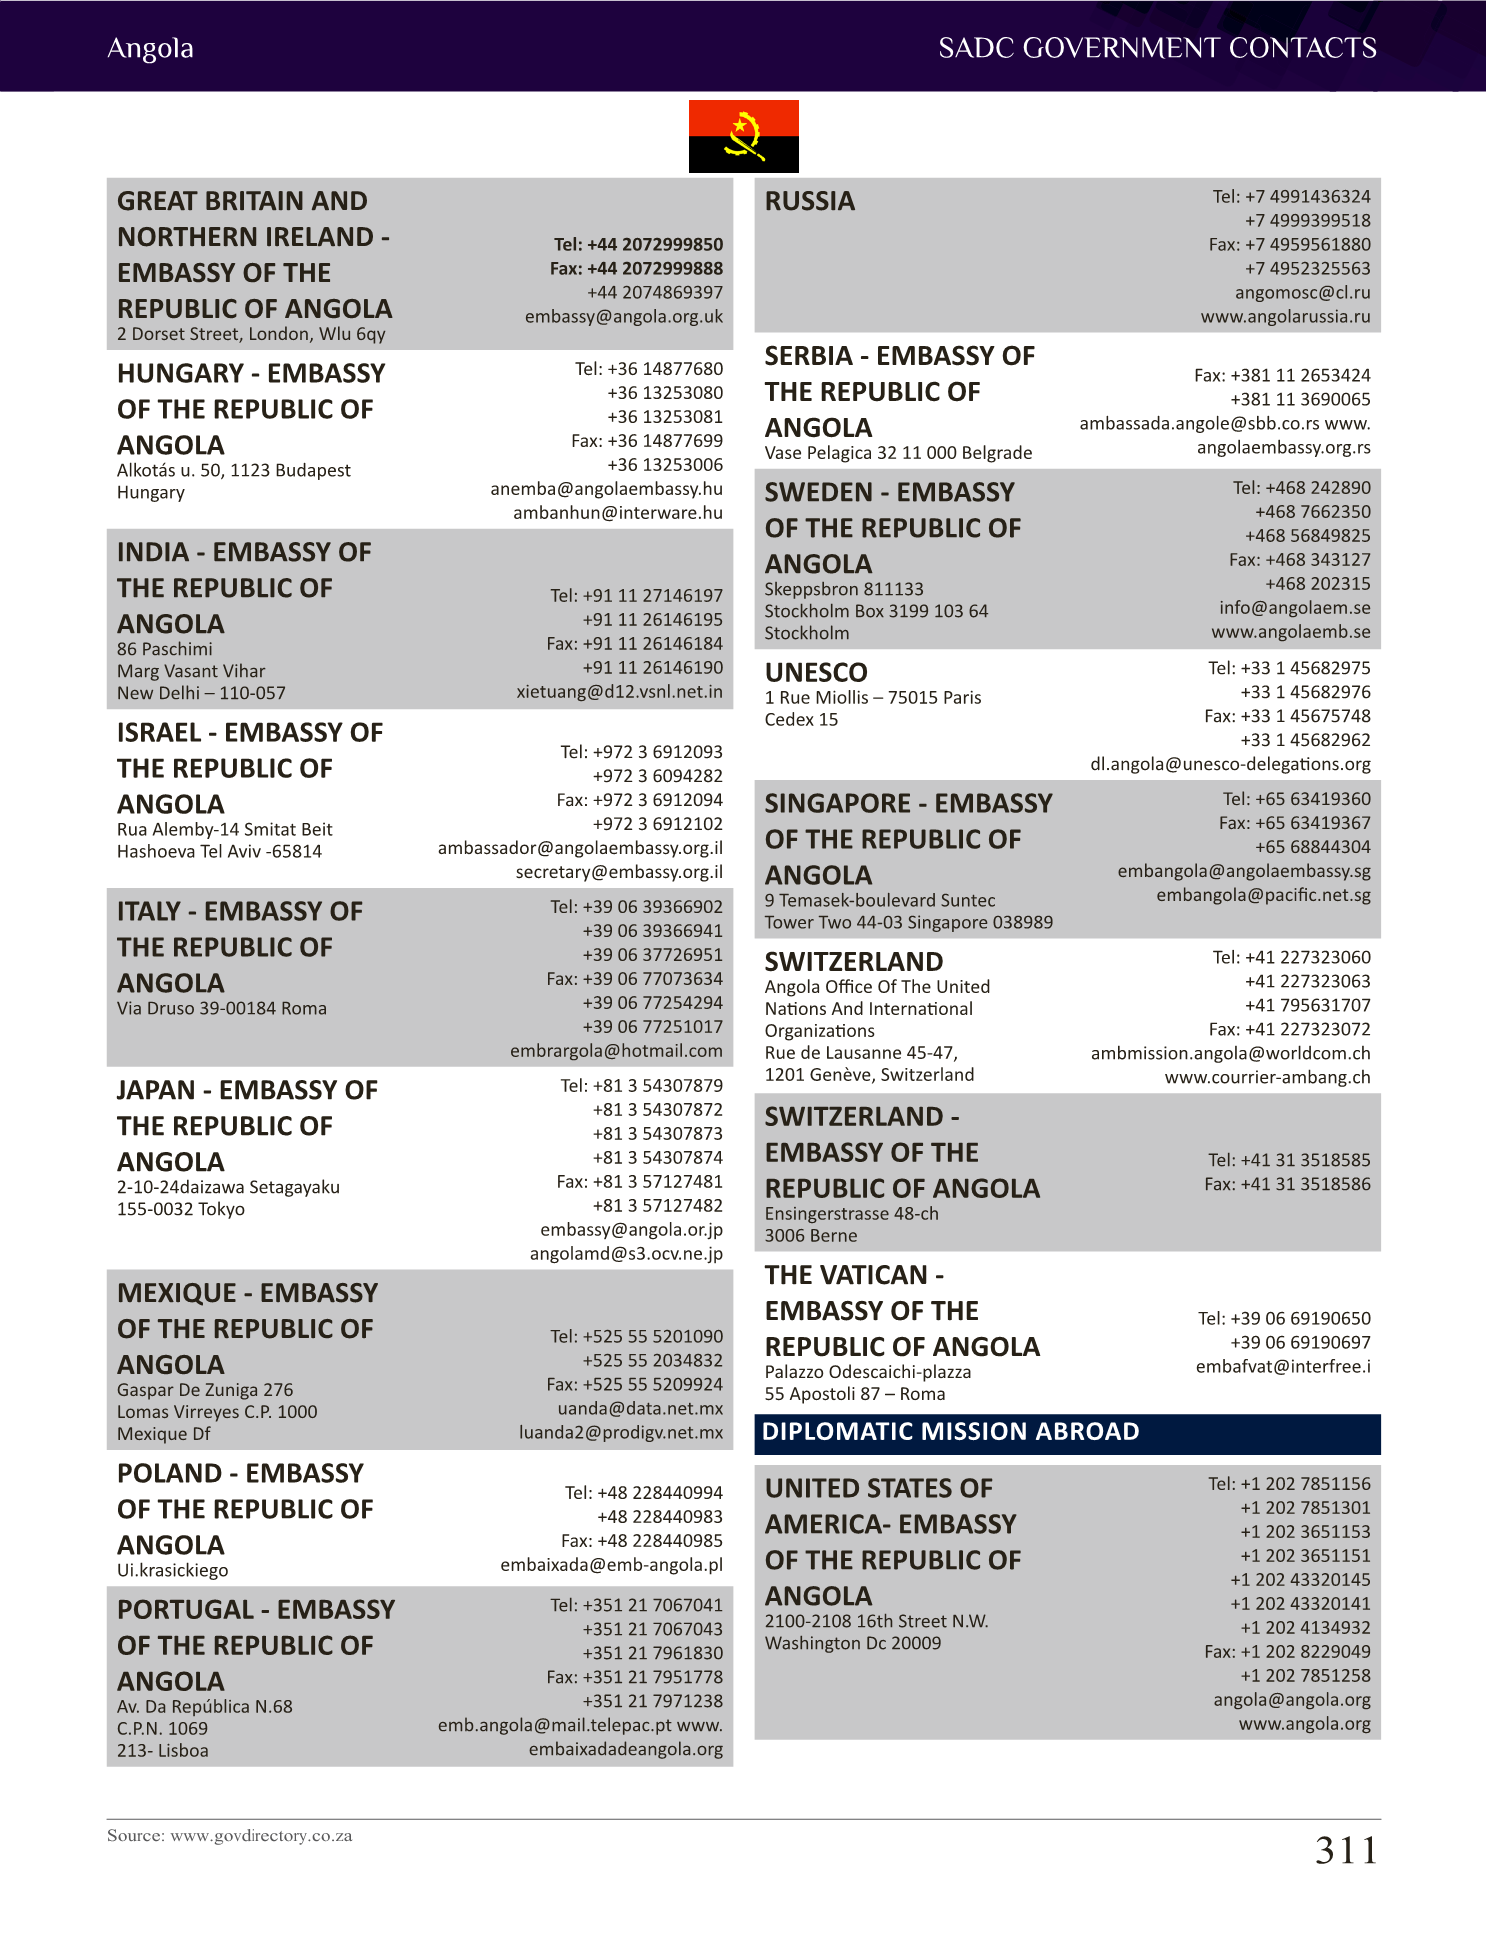 Angola
SADC GOVERNMENT CONTACTS
GREAT BRITAIN AND
NORTHERN IRELAND -
EMBASSY OF THE
REPUBLIC OF ANGOLA
2 Dorset Street, London, Wlu 6qy
Tel: +44 2072999850
Fax: +44 2072999888
+44 2074869397
embassy@angola.org.uk
HUNGARY - EMBASSY
OF THE REPUBLIC OF
ANGOLA
Alkotás u. 50, 1123 Budapest
Hungary
Tel: +36 14877680
+36 13253080
+36 13253081
Fax: +36 14877699
+36 13253006
anemba@angolaembassy.hu
ambanhun@interware.hu
INDIA - EMBASSY OF
THE REPUBLIC OF
ANGOLA
86 Paschimi
Marg Vasant Vihar
New Delhi – 110-057
Tel: +91 11 27146197
+91 11 26146195
Fax: +91 11 26146184
+91 11 26146190
xietuang@d12.vsnl.net.in
ISRAEL - EMBASSY OF
THE REPUBLIC OF
ANGOLA
Rua Alemby-14 Smitat Beit
Hashoeva Tel Aviv -65814
Tel: +972 3 6912093
+972 3 6094282
Fax: +972 3 6912094
+972 3 6912102
ambassador@angolaembassy.org.il
secretary@embassy.org.il
ITALY - EMBASSY OF
THE REPUBLIC OF
ANGOLA
Via Druso 39-00184 Roma
Tel: +39 06 39366902
+39 06 39366941
+39 06 37726951
Fax: +39 06 77073634
+39 06 77254294
+39 06 77251017
embrargola@hotmail.com
JAPAN - EMBASSY OF
THE REPUBLIC OF
ANGOLA
2-10-24daizawa Setagayaku
155-0032 Tokyo
Tel: +81 3 54307879
+81 3 54307872
+81 3 54307873
+81 3 54307874
Fax: +81 3 57127481
+81 3 57127482
embassy@angola.or.jp
angolamd@s3.ocv.ne.jp
MEXIQUE - EMBASSY
OF THE REPUBLIC OF
ANGOLA
Gaspar De Zuniga 276
Lomas Virreyes C.P. 1000
Mexique Df
Tel: +525 55 5201090
+525 55 2034832
Fax: +525 55 5209924
uanda@data.net.mx
luanda2@prodigv.net.mx
POLAND - EMBASSY
OF THE REPUBLIC OF
ANGOLA
Ui.krasickiego
Tel: +48 228440994
+48 228440983
Fax: +48 228440985
embaixada@emb-angola.pl
PORTUGAL - EMBASSY
OF THE REPUBLIC OF
ANGOLA
Av. Da República N.68
C.P.N. 1069
213- Lisboa
Tel: +351 21 7067041
+351 21 7067043
+351 21 7961830
Fax: +351 21 7951778
+351 21 7971238
emb.angola@mail.telepac.pt www.
embaixadadeangola.org
RUSSIA
Tel: +7 4991436324
+7 4999399518
Fax: +7 4959561880
+7 4952325563
angomosc@cl.ru
www.angolarussia.ru
SERBIA - EMBASSY OF
THE REPUBLIC OF
ANGOLA
Vase Pelagica 32 11 000 Belgrade
Fax: +381 11 2653424
+381 11 3690065
ambassada.angole@sbb.co.rs www.
angolaembassy.org.rs
SWEDEN - EMBASSY
OF THE REPUBLIC OF
ANGOLA
Skeppsbron 811133
Stockholm Box 3199 103 64
Stockholm
Tel: +468 242890
+468 7662350
+468 56849825
Fax: +468 343127
+468 202315
info@angolaem.se
www.angolaemb.se
UNESCO
1 Rue Miollis – 75015 Paris
Cedex 15
Tel: +33 1 45682975
+33 1 45682976
Fax: +33 1 45675748
+33 1 45682962
dl.angola@unesco-delegations.org
SINGAPORE - EMBASSY
OF THE REPUBLIC OF
ANGOLA
9 Temasek-boulevard Suntec
Tower Two 44-03 Singapore 038989
Tel: +65 63419360
Fax: +65 63419367
+65 68844304
embangola@angolaembassy.sg
embangola@pacific.net.sg
SWITZERLAND
Angola Office Of The United
Nations And International
Organizations
Rue de Lausanne 45-47,
1201 Genève, Switzerland
Tel: +41 227323060
+41 227323063
+41 795631707
Fax: +41 227323072
ambmission.angola@worldcom.ch
www.courrier-ambang.ch
SWITZERLAND -
EMBASSY OF THE
REPUBLIC OF ANGOLA
Ensingerstrasse 48-ch
3006 Berne
Tel: +41 31 3518585
Fax: +41 31 3518586
THE VATICAN -
EMBASSY OF THE
REPUBLIC OF ANGOLA
Palazzo Odescaichi-plazza
55 Apostoli 87 – Roma
Tel: +39 06 69190650
+39 06 69190697
embafvat@interfree.i
DIPLOMATIC MISSION ABROAD
UNITED STATES OF
AMERICA- EMBASSY
OF THE REPUBLIC OF
ANGOLA
2100-2108 16th Street N.W.
Washington Dc 20009
Tel: +1 202 7851156
+1 202 7851301
+1 202 3651153
+1 202 3651151
+1 202 43320145
+1 202 43320141
+1 202 4134932
Fax: +1 202 8229049
+1 202 7851258
angola@angola.org
www.angola.org
Source: www.govdirectory.co.za
311